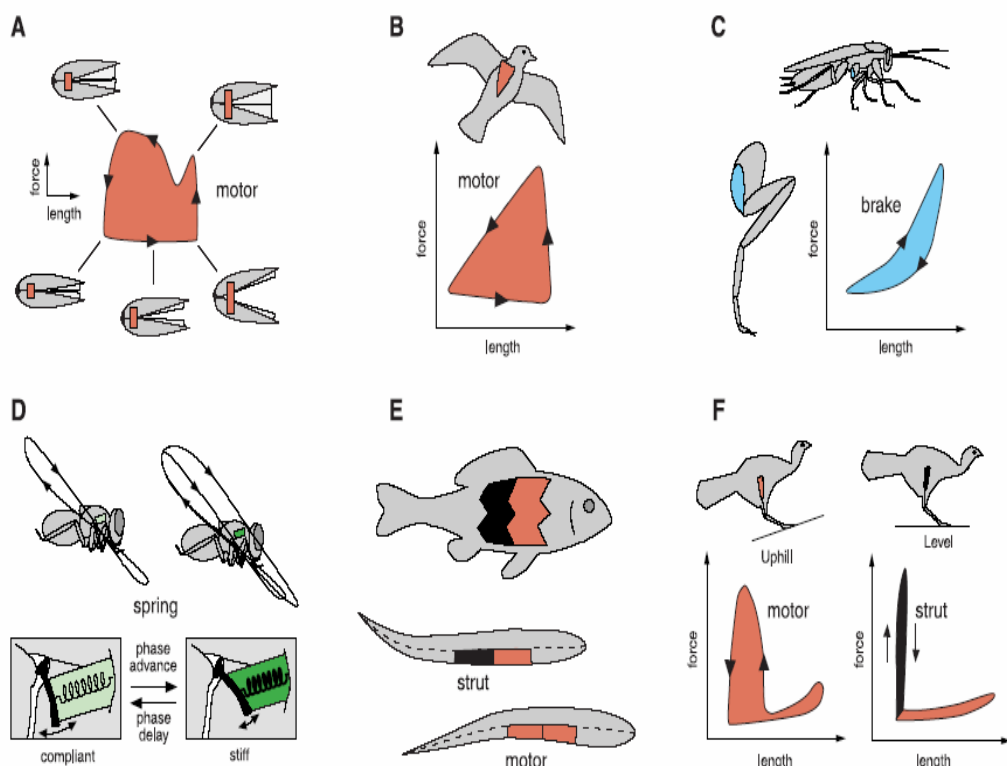 A
force
length
motor
B
motor
force
length
C
brake
force
length
D
spring
phase
advance
phase
delay
compliant
stiff
E
strut
motor
F
Uphill
Level
motor
force
length
strut
length